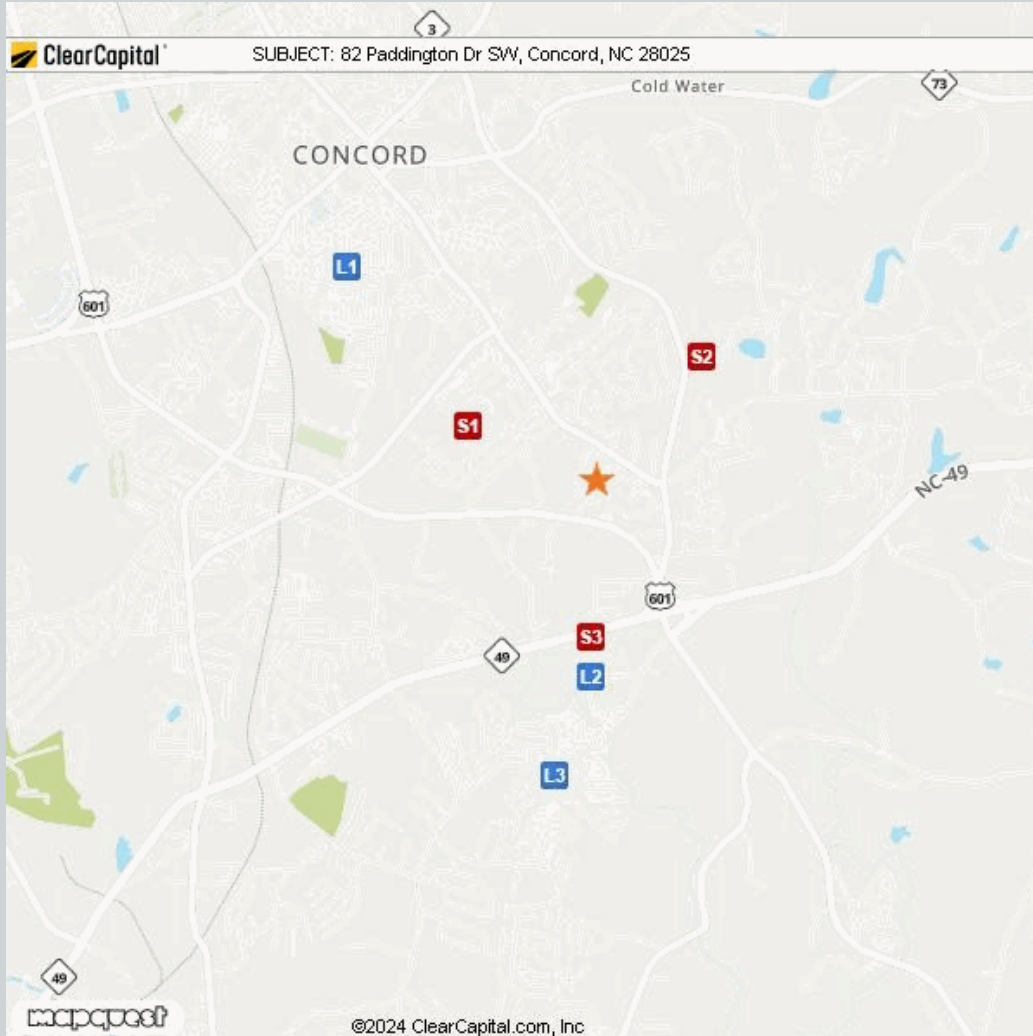 3
ClearCapital
SUBJECT: 82 Paddington Dr SW, Concord, NC 28025
Cold Water
73
CONCORD
L1
601
S2
S1
NC-49
601
S3
49
L2
L3
49
mapquest
©2024 ClearCapital.com, Inc